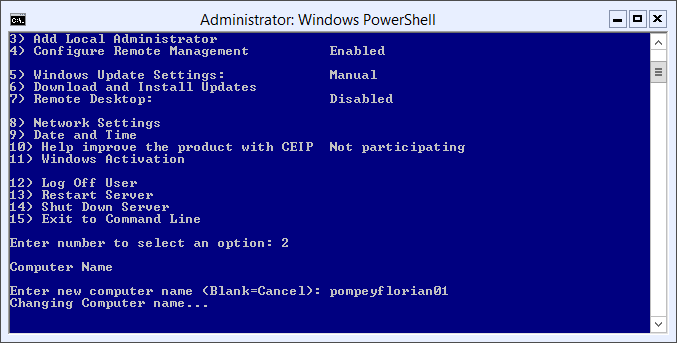 Administrator: Windows PowerShell
3) Add Local Administrator
4) Configure Remote Management Enabled
5) Windows Update Settings: Manual
6) Download and Install Updates
7) Remote Desktop: Disabled
8) Network Settings
9) Date and Time
10) Help improve the product with CEIP Not participating
11) Windows Activation
12) Log Off User
13) Restart Server
14) Shut Down Server
15) Exit to Command Line
Enter number to select an option: 2
Computer Name
Enter new computer name (Blank=Cancel): pompeyflorian01
Changing Computer name...